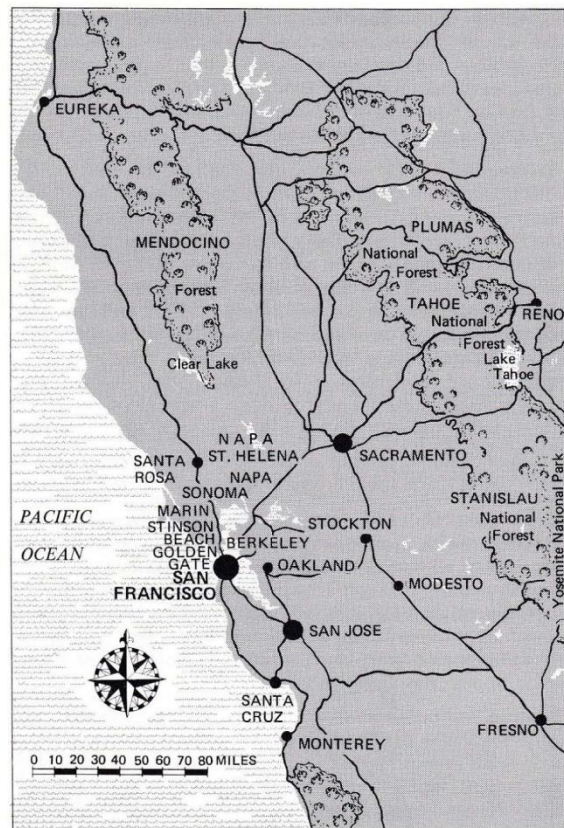 EUREKA
MENDOCINO
Forest
Clear Lake
PLUMAS
National
Forest
TAHOE
National
RENO
Forest
Lake
Tahoe
N A P A
ST. HELENA
SACRAMENTO
SANTA
ROSA
NAPA
SONOMA
MARIN
STINSON
BEACH
BERKELEY
GOLDEN
GATE
SAN
FRANCISCO
PACIFIC
OCEAN
STOCKTON
OAKLAND
MODESTO
STANISLAU
National
Forest
Yosemite National Park
SAN JOSE
SANTA
CRUZ
MONTEREY
FRESNO
0 10 20 30 40 50 60 70 80 MILES